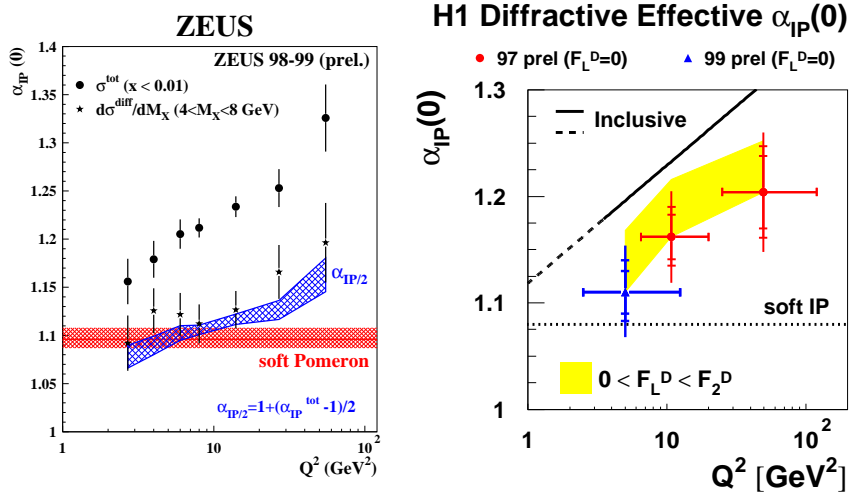 ZEUS
α_IP (0)
1.4
1.35
1.3
1.25
1.2
1.15
1.1
1.05
1
ZEUS 98-99 (prel.)
σ^tot (x < 0.01)
dσ^diff/dM_X (4<M_X<8 GeV)
α_IP/2
soft Pomeron
α_IP/2=1+(α_IP^tot -1)/2
1 10 10^2
Q^2 (GeV^2)
H1 Diffractive Effective α_IP(0)
97 prel (F_L^D=0) 99 prel (F_L^D=0)
α_IP(0)
1.3
1.2
1.1
1
Inclusive
soft IP
0 < F_L^D < F_2^D
1 10 10^2
Q^2 [GeV^2]